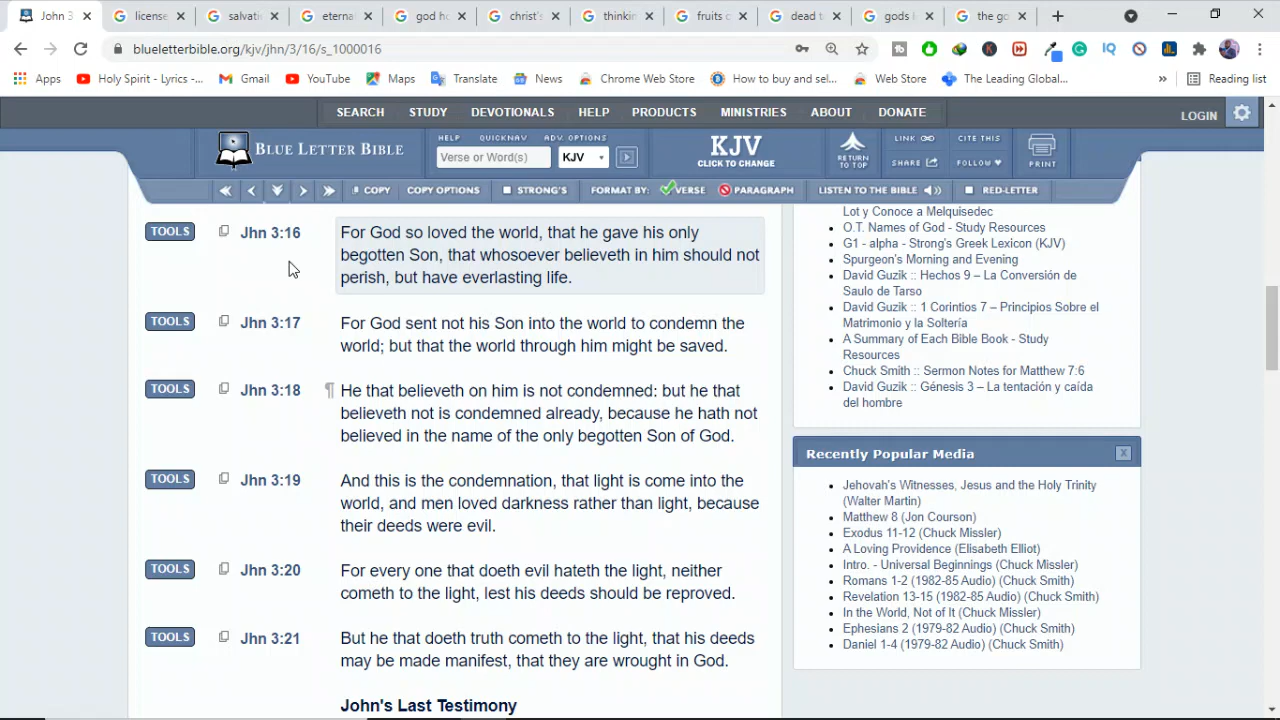 John 3
license
salvati
eterna
god ho
christ's
thinkin
fruits c
dead t
gods l
the go
blueletterbible.org/kjv/jhn/3/16/s_1000016
Apps
Holy Spirit - Lyrics -...
Gmail
YouTube
Maps
Translate
News
Chrome Web Store
How to buy and sel...
Web Store
The Leading Global...
»
Reading list
SEARCH STUDY DEVOTIONALS HELP PRODUCTS MINISTRIES ABOUT DONATE
LOGIN
BLUE LETTER BIBLE
HELP QUICKNAV ADV. OPTIONS
Verse or Word(s) KJV
KJV
CLICK TO CHANGE
RETURN
TO TOP
LINK CITE THIS
SHARE FOLLOW
PRINT
COPY COPY OPTIONS STRONG'S FORMAT BY: VERSE PARAGRAPH LISTEN TO THE BIBLE RED-LETTER
TOOLS Jhn 3:16 For God so loved the world, that he gave his only
begotten Son, that whosoever believeth in him should not
perish, but have everlasting life.
TOOLS Jhn 3:17 For God sent not his Son into the world to condemn the
world; but that the world through him might be saved.
TOOLS Jhn 3:18 ¶ He that believeth on him is not condemned: but he that
believeth not is condemned already, because he hath not
believed in the name of the only begotten Son of God.
TOOLS Jhn 3:19 And this is the condemnation, that light is come into the
world, and men loved darkness rather than light, because
their deeds were evil.
TOOLS Jhn 3:20 For every one that doeth evil hateth the light, neither
cometh to the light, lest his deeds should be reproved.
TOOLS Jhn 3:21 But he that doeth truth cometh to the light, that his deeds
may be made manifest, that they are wrought in God.
John's Last Testimony
Lot y Conoce a Melquisedec
O.T. Names of God - Study Resources
G1 - alpha - Strong's Greek Lexicon (KJV)
Spurgeon's Morning and Evening
David Guzik :: Hechos 9 – La Conversión de
Saulo de Tarso
David Guzik :: 1 Corintios 7 – Principios Sobre el
Matrimonio y la Soltería
A Summary of Each Bible Book - Study
Resources
Chuck Smith :: Sermon Notes for Matthew 7:6
David Guzik :: Génesis 3 – La tentación y caída
del hombre
Recently Popular Media X
Jehovah's Witnesses, Jesus and the Holy Trinity
(Walter Martin)
Matthew 8 (Jon Courson)
Exodus 11-12 (Chuck Missler)
A Loving Providence (Elisabeth Elliot)
Intro. - Universal Beginnings (Chuck Missler)
Romans 1-2 (1982-85 Audio) (Chuck Smith)
Revelation 13-15 (1982-85 Audio) (Chuck Smith)
In the World, Not of It (Chuck Missler)
Ephesians 2 (1979-82 Audio) (Chuck Smith)
Daniel 1-4 (1979-82 Audio) (Chuck Smith)